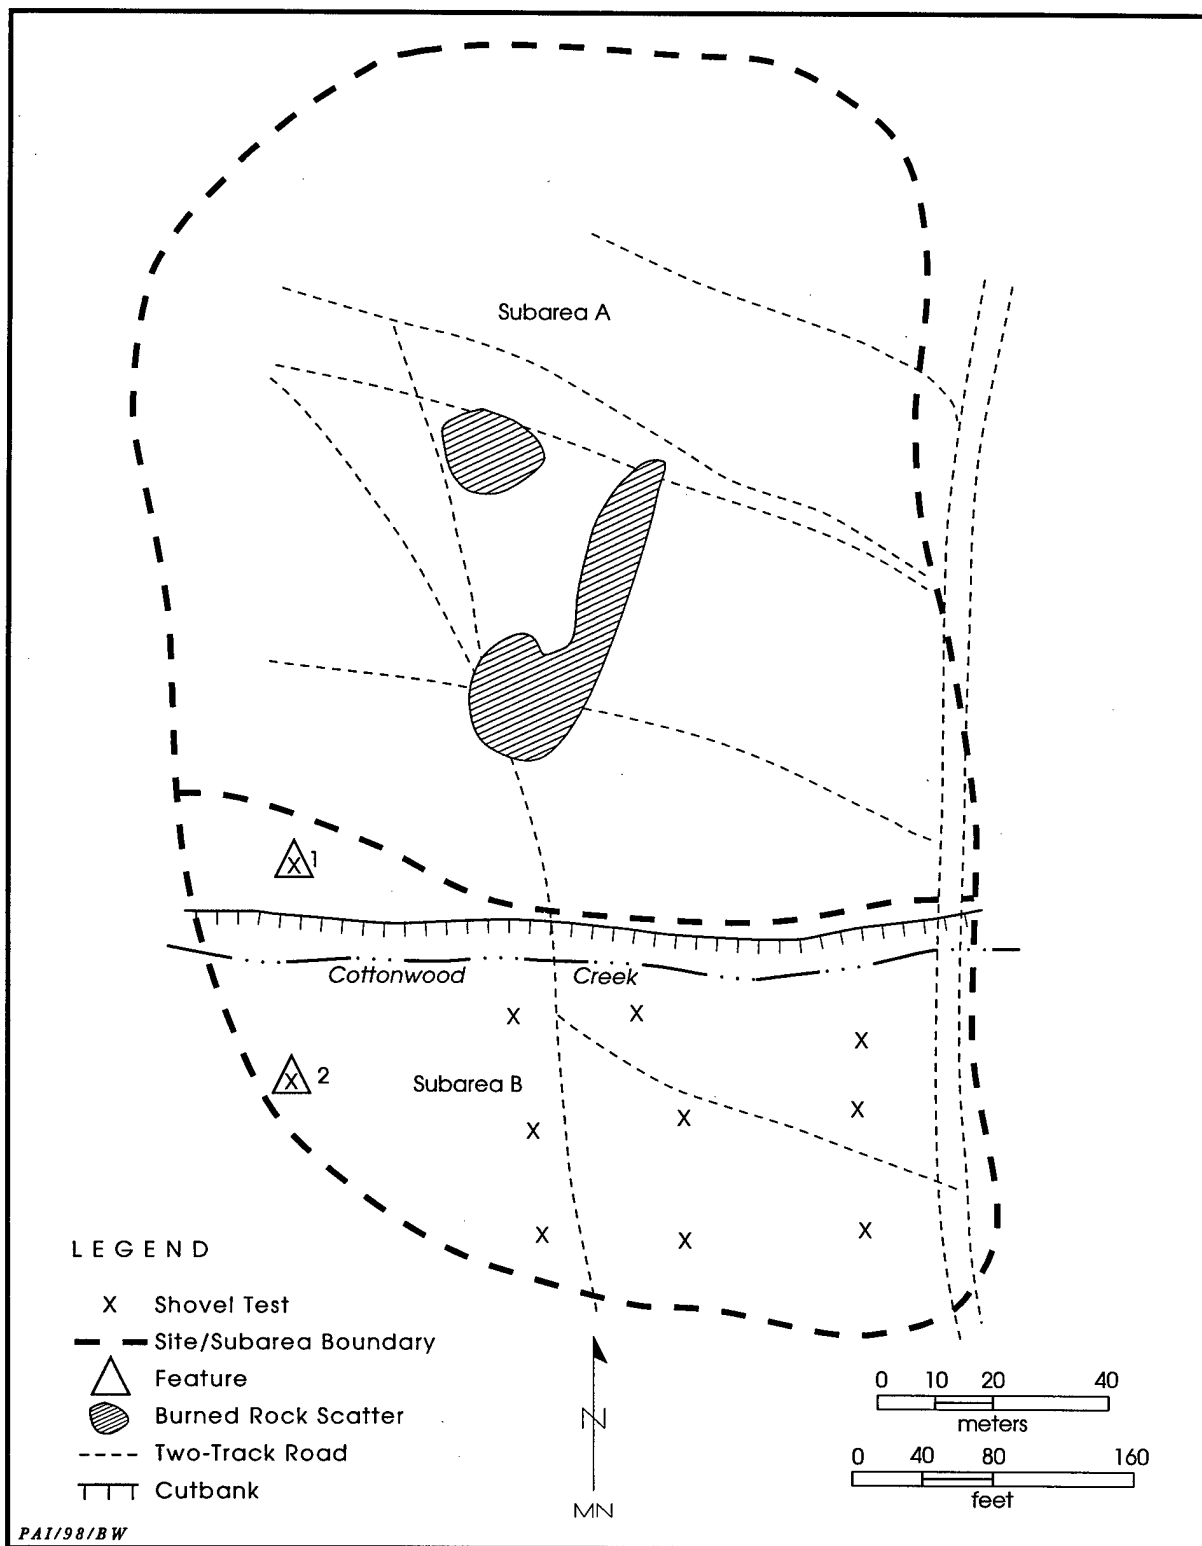 Subarea A
1
Cottonwood Creek
X X
X
2
Subarea B
X
X
X
X
X X
X
X
LEGEND
X Shovel Test
Site/Subarea Boundary
Feature
Burned Rock Scatter
Two-Track Road
Cutbank
N
MN
0 10 20 40
meters
0 40 80 160
feet
PAI/98/BW